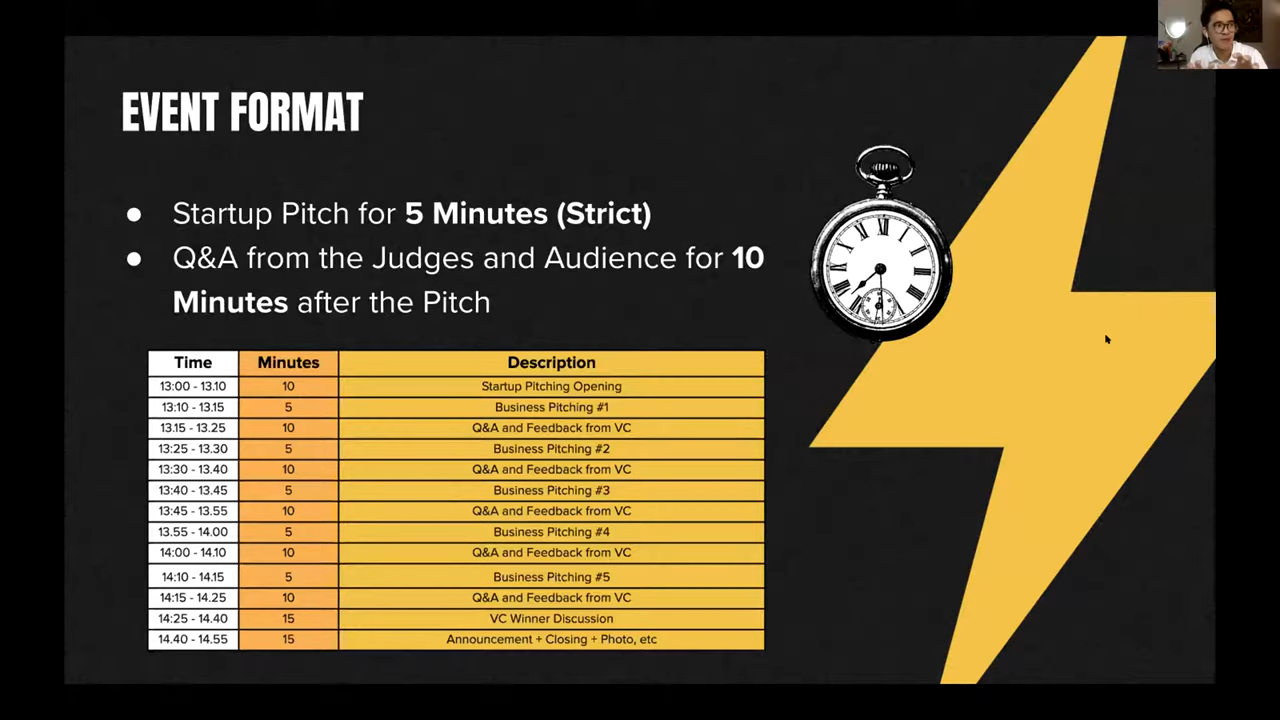 EVENT FORMAT
● Startup Pitch for 5 Minutes (Strict)
● Q&A from the Judges and Audience for 10
Minutes after the Pitch
Time Minutes Description
13:00 - 13.10 10 Startup Pitching Opening
13:10 - 13.15 5 Business Pitching #1
13.15 - 13.25 10 Q&A and Feedback from VC
13:25 - 13.30 5 Business Pitching #2
13:30 - 13.40 10 Q&A and Feedback from VC
13:40 - 13.45 5 Business Pitching #3
13:45 - 13.55 10 Q&A and Feedback from VC
13.55 - 14.00 5 Business Pitching #4
14:00 - 14.10 10 Q&A and Feedback from VC
14:10 - 14.15 5 Business Pitching #5
14:15 - 14.25 10 Q&A and Feedback from VC
14:25 - 14.40 15 VC Winner Discussion
14.40 - 14.55 15 Announcement + Closing + Photo, etc